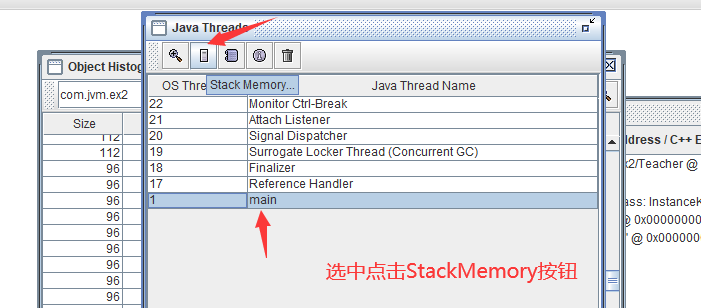 Java Threads
Object Histog
com.jvm.ex2
Stack Memory...
OS Thre
Java Thread Name
Size
ddress / C++ E
22 Monitor Ctrl-Break
21 Attach Listener
20 Signal Dispatcher
19 Surrogate Locker Thread (Concurrent GC)
18 Finalizer
17 Reference Handler
1 main
112
112
96
96
96
96
96
96
96
96
96
x2/Teacher @
ass: InstanceK
@ 0x00000000
" @ 0x0000000
选中点击StackMemory按钮